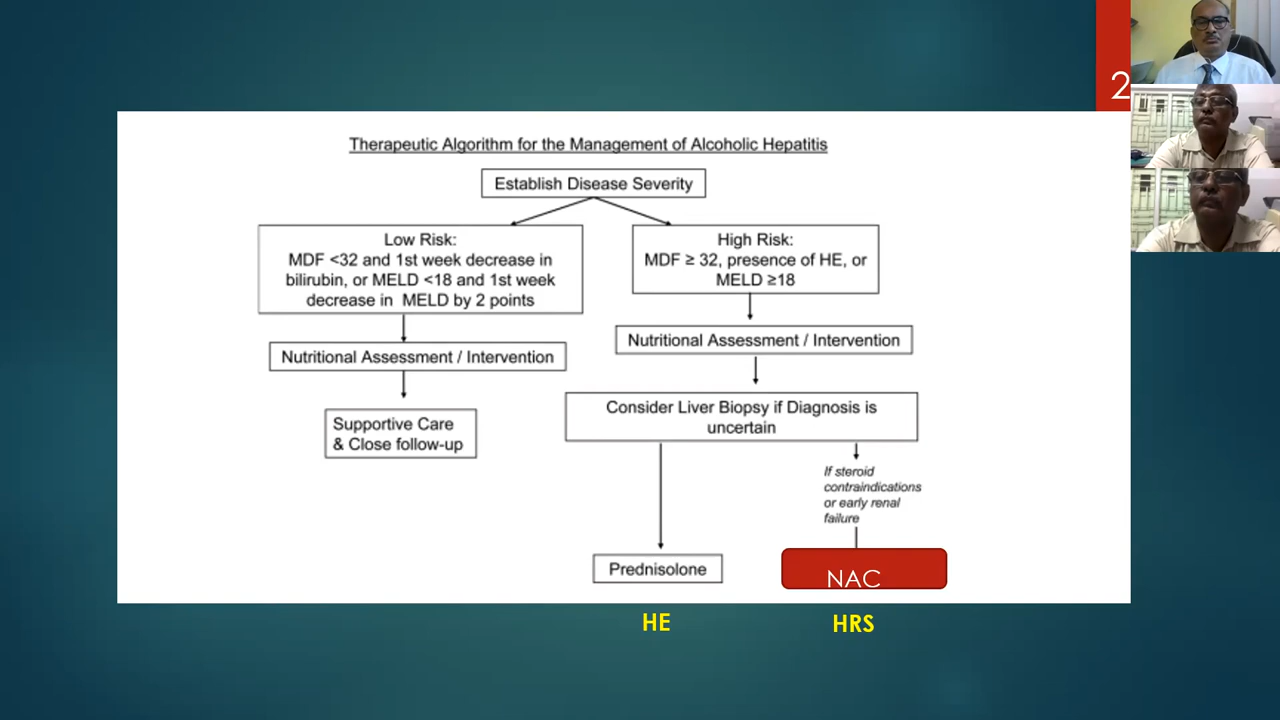 2
Therapeutic Algorithm for the Management of Alcoholic Hepatitis
Establish Disease Severity
Low Risk:
MDF <32 and 1st week decrease in
bilirubin, or MELD <18 and 1st week
decrease in MELD by 2 points
High Risk:
MDF ≥ 32, presence of HE, or
MELD ≥18
Nutritional Assessment / Intervention
Nutritional Assessment / Intervention
Supportive Care
& Close follow-up
Consider Liver Biopsy if Diagnosis is
uncertain
If steroid
contraindications
or early renal
failure
Prednisolone
NAC
HE
HRS